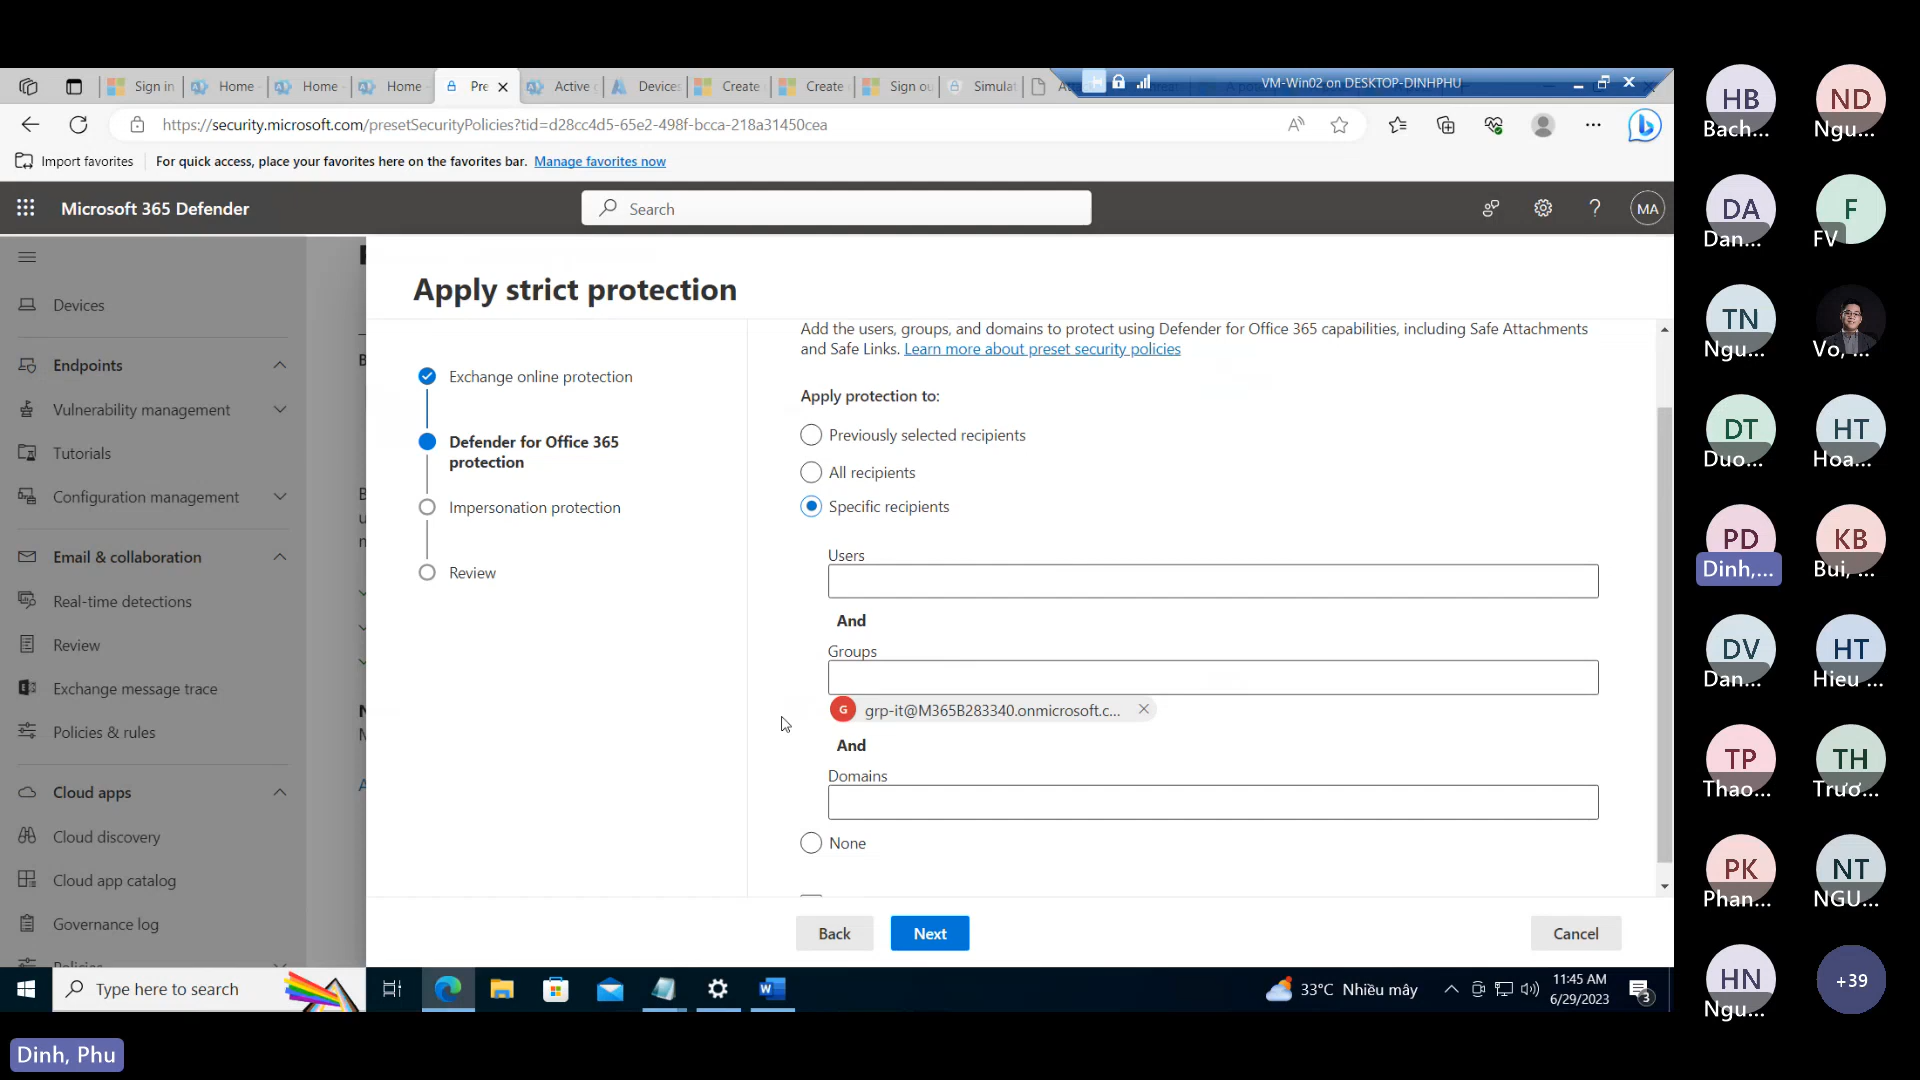 Sign in
Home
Home
Home
Pre
Active
Devices
Create
Create
Sign ou
Simulat
VM-Win02 on DESKTOP-DINHPHU
https://security.microsoft.com/presetSecurityPolicies?tid=d28cc4d5-65e2-498f-bcca-218a31450cea
Import favorites
For quick access, place your favorites here on the favorites bar. Manage favorites now
Microsoft 365 Defender
Search
MA
Devices
Endpoints
Vulnerability management
Tutorials
Configuration management
Email & collaboration
Real-time detections
Review
Exchange message trace
Policies & rules
Cloud apps
Cloud discovery
Cloud app catalog
Governance log
Policies
Apply strict protection
Exchange online protection
Defender for Office 365
protection
Impersonation protection
Review
Add the users, groups, and domains to protect using Defender for Office 365 capabilities, including Safe Attachments
and Safe Links. Learn more about preset security policies
Apply protection to:
Previously selected recipients
All recipients
Specific recipients
Users
And
Groups
G grp-it@M365B283340.onmicrosoft.c...
And
Domains
None
Back
Next
Cancel
Type here to search
33°C Nhiều mây
11:45 AM
6/29/2023
3
HB
Bach...
ND
Ngu...
DA
Dan...
F
FV
TN
Ngu...
Vo, ...
DT
Duo...
HT
Hoa...
PD
Dinh,...
KB
Bui, ...
DV
Dan...
HT
Hieu ...
TP
Thao...
TH
Trươ...
PK
Phan...
NT
NGU...
HN
Ngu...
+39
Dinh, Phu